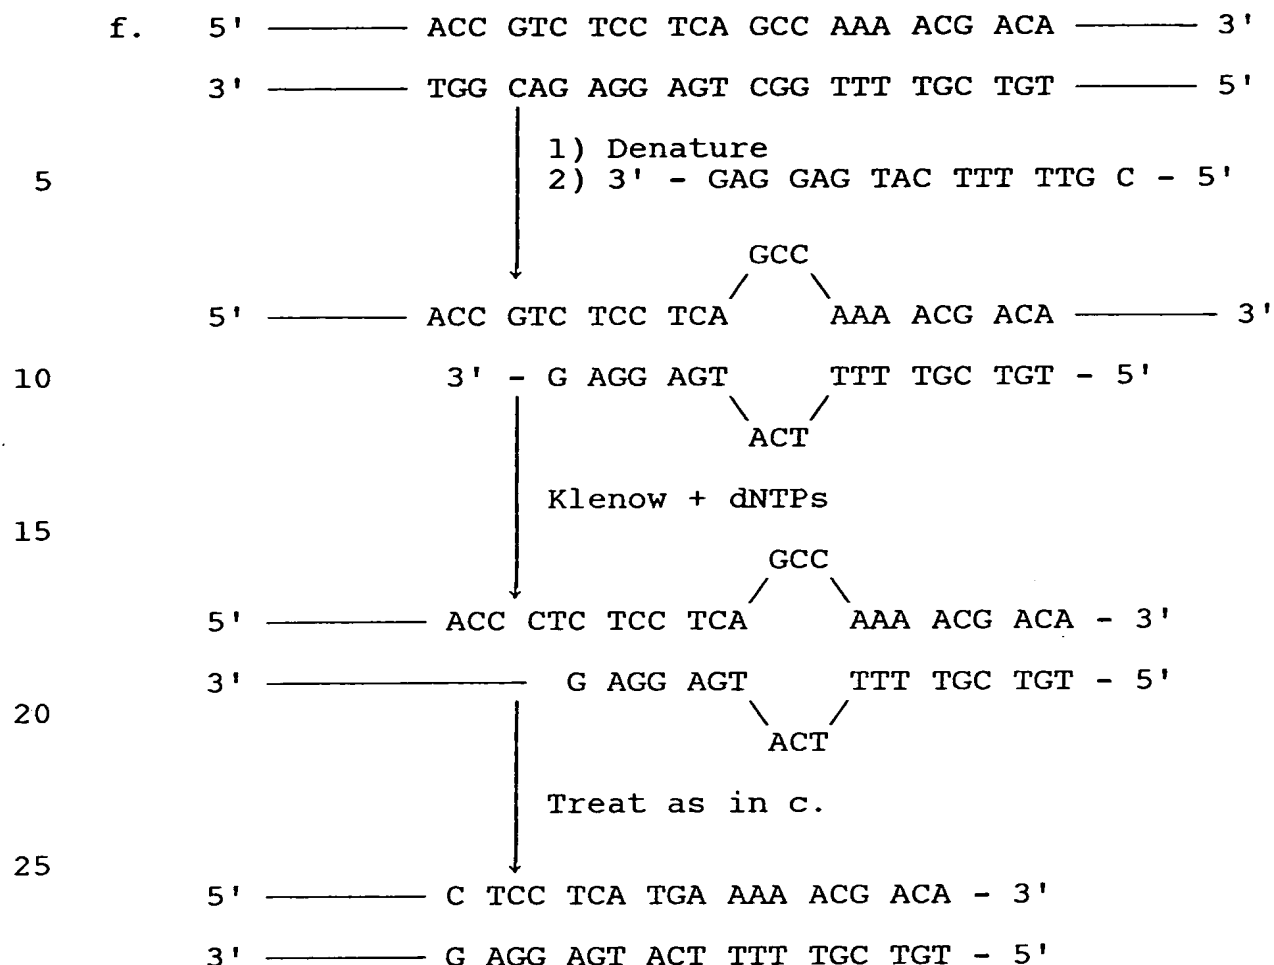 f. 5' ACC GTC TCC TCA GCC AAA ACG ACA 3'
3' TGG CAG AGG AGT CGG TTT TGC TGT 5'
1) Denature
5 2) 3' - GAG GAG TAC TTT TTG C - 5'
GCC
5' ACC GTC TCC TCA AAA ACG ACA 3'
10 3' - G AGG AGT TTT TGC TGT - 5'
ACT
Klenow + dNTPs
15
GCC
5' ACC CTC TCC TCA AAA ACG ACA - 3'
3' G AGG AGT TTT TGC TGT - 5'
20
ACT
Treat as in c.
25
5' C TCC TCA TGA AAA ACG ACA - 3'
3' G AGG AGT ACT TTT TGC TGT - 5'